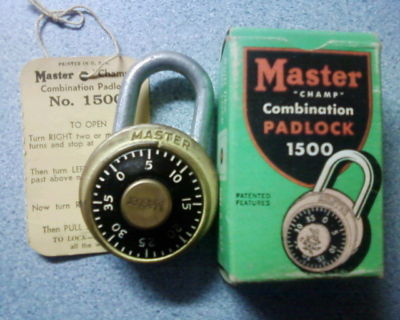 PRINTED IN U.S.A.
Master Champ
Combination Padlo
No. 1500
TO OPEN
Turn RIGHT two or mo
turns and stop at
Then turn LEF
past above n
Now turn R
Then PULL
TO LOCK—
all the w
MASTER
0
5
10
15
20
25
30
35
Master
"CHAMP"
Combination
PADLOCK
1500
PATENTED
FEATURES